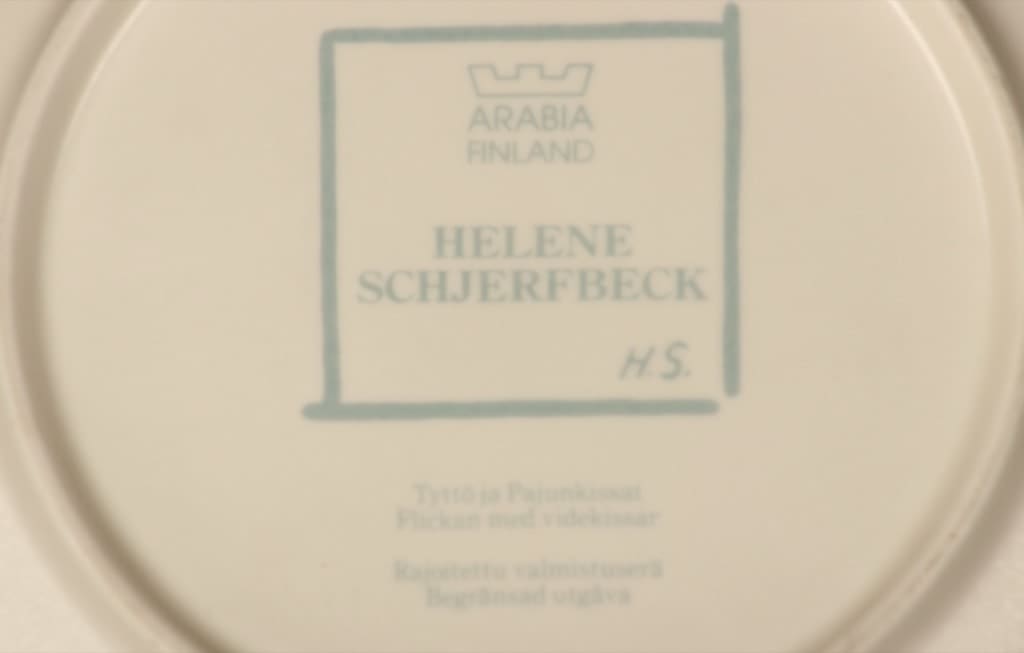 ARABIA
FINLAND
HELENE
SCHJERFBECK
H.S.
Tyttö ja Pajunkissat
Flickan med videkissar
Rajoitettu valmistuserä
Begränsad utgåva